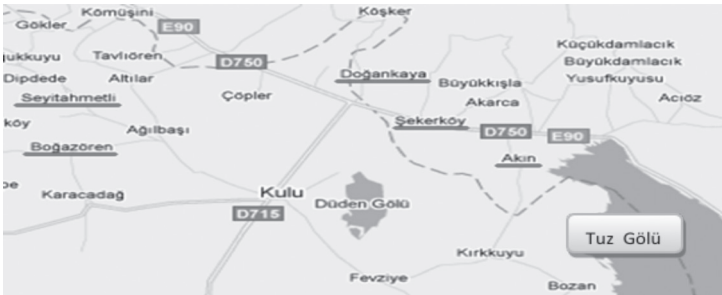 Kömüşini
Köşker
Gökler
E90
Küçükdamlacık
ukkuyu
Tavlıören
D750
Büyükdamlacık
Dipdede
Altılar
Doğankaya
Büyükkışla
Yusufkuyusu
Seyitahmetli
Çöpler
Akarca
Acıöz
köy
Ağılbaşı
Şekerköy
D750
E90
Boğazören
Akın
Karacadağ
Kulu
Düden Gölü
D715
Tuz Gölü
Kırkkuyu
Fevziye
Bozan